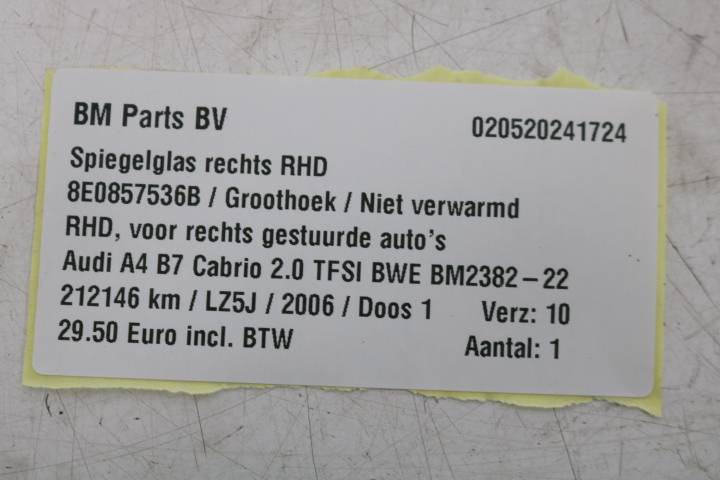 BM Parts BV 020520241724
Spiegelglas rechts RHD
8E0857536B / Groothoek / Niet verwarmd
RHD, voor rechts gestuurde auto's
Audi A4 B7 Cabrio 2.0 TFSI BWE BM2382-22
212146 km / LZ5J / 2006 / Doos 1 Verz: 10
29.50 Euro incl. BTW Aantal: 1